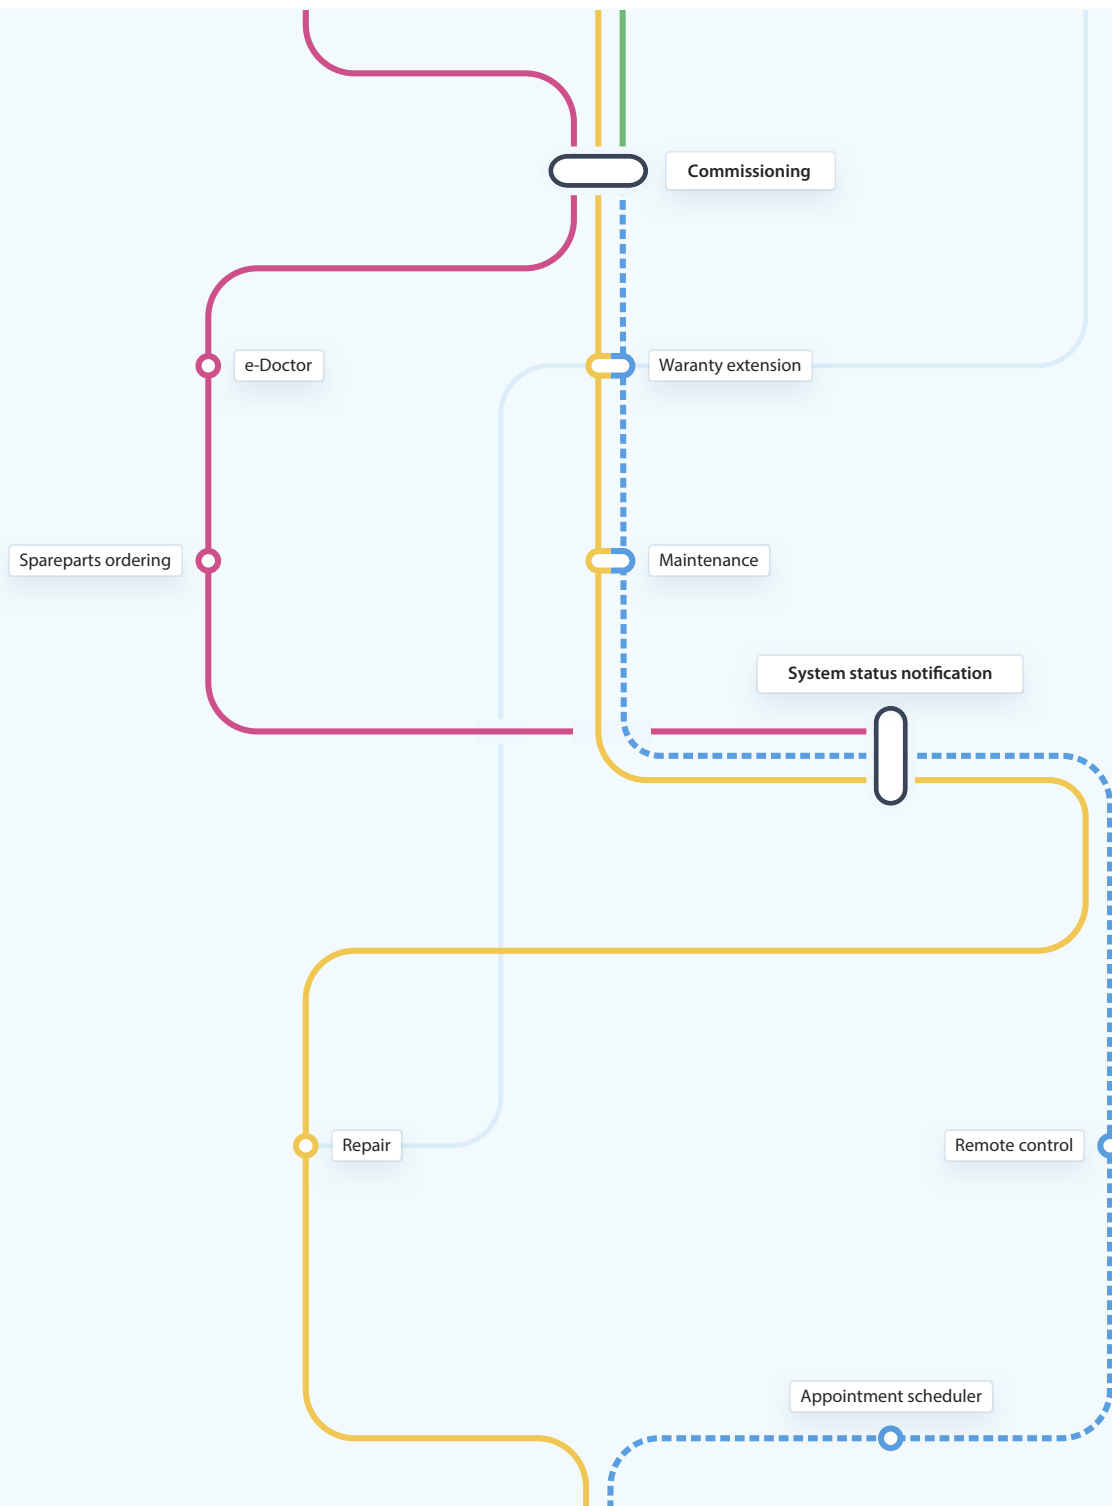 Commissioning
e-Doctor
Waranty extension
Spareparts ordering
Maintenance
System status notification
Repair
Remote control
Appointment scheduler